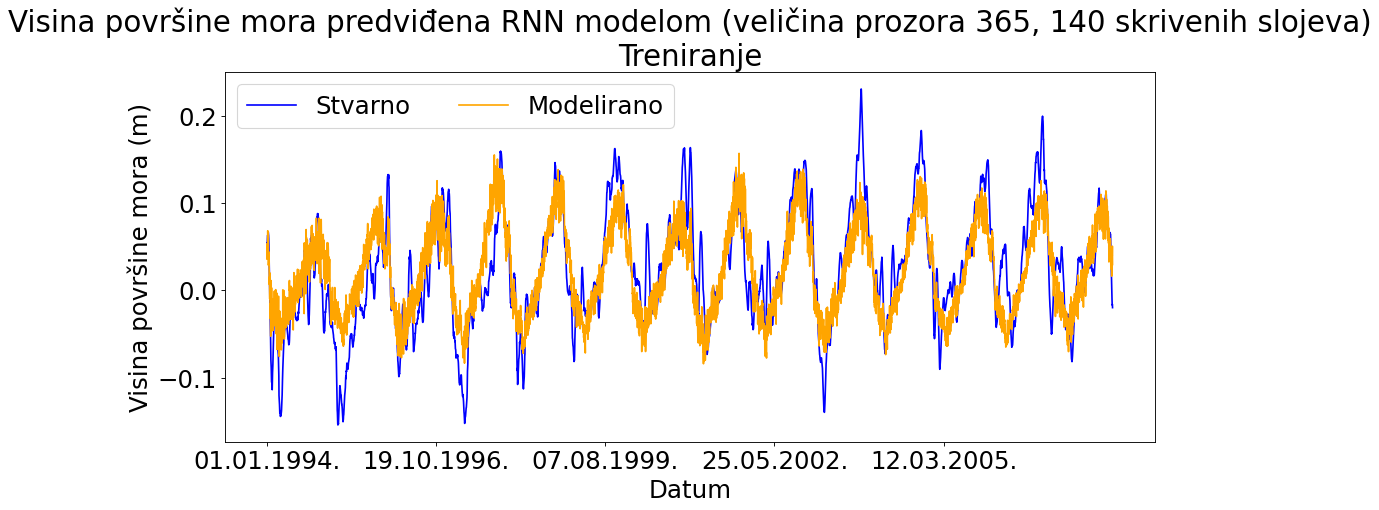 Visina površine mora predviđena RNN modelom (veličina prozora 365, 140 skrivenih slojeva)
Treniranje
Stvarno Modelirano
Visina površine mora (m)
0.2
0.1
0.0
−0.1
01.01.1994. 19.10.1996. 07.08.1999. 25.05.2002. 12.03.2005.
Datum